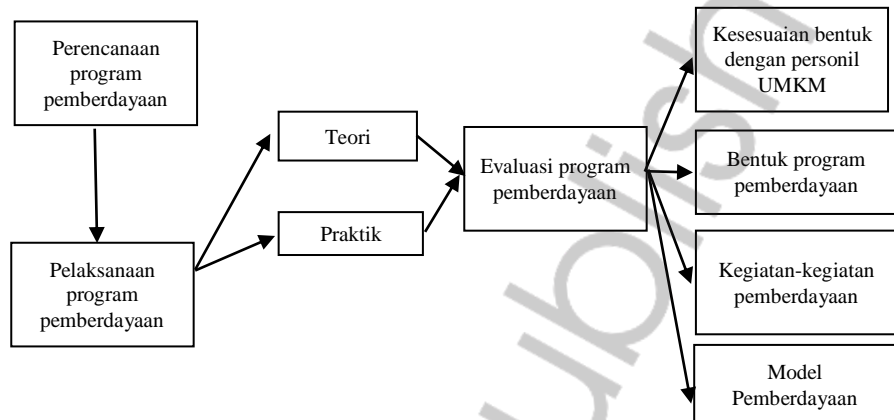 Perencanaan
program
pemberdayaan
Pelaksanaan
program
pemberdayaan
Teori
Praktik
Evaluasi program
pemberdayaan
Kesesuaian bentuk
dengan personil
UMKM
Bentuk program
pemberdayaan
Kegiatan-kegiatan
pemberdayaan
Model
Pemberdayaan
ublish